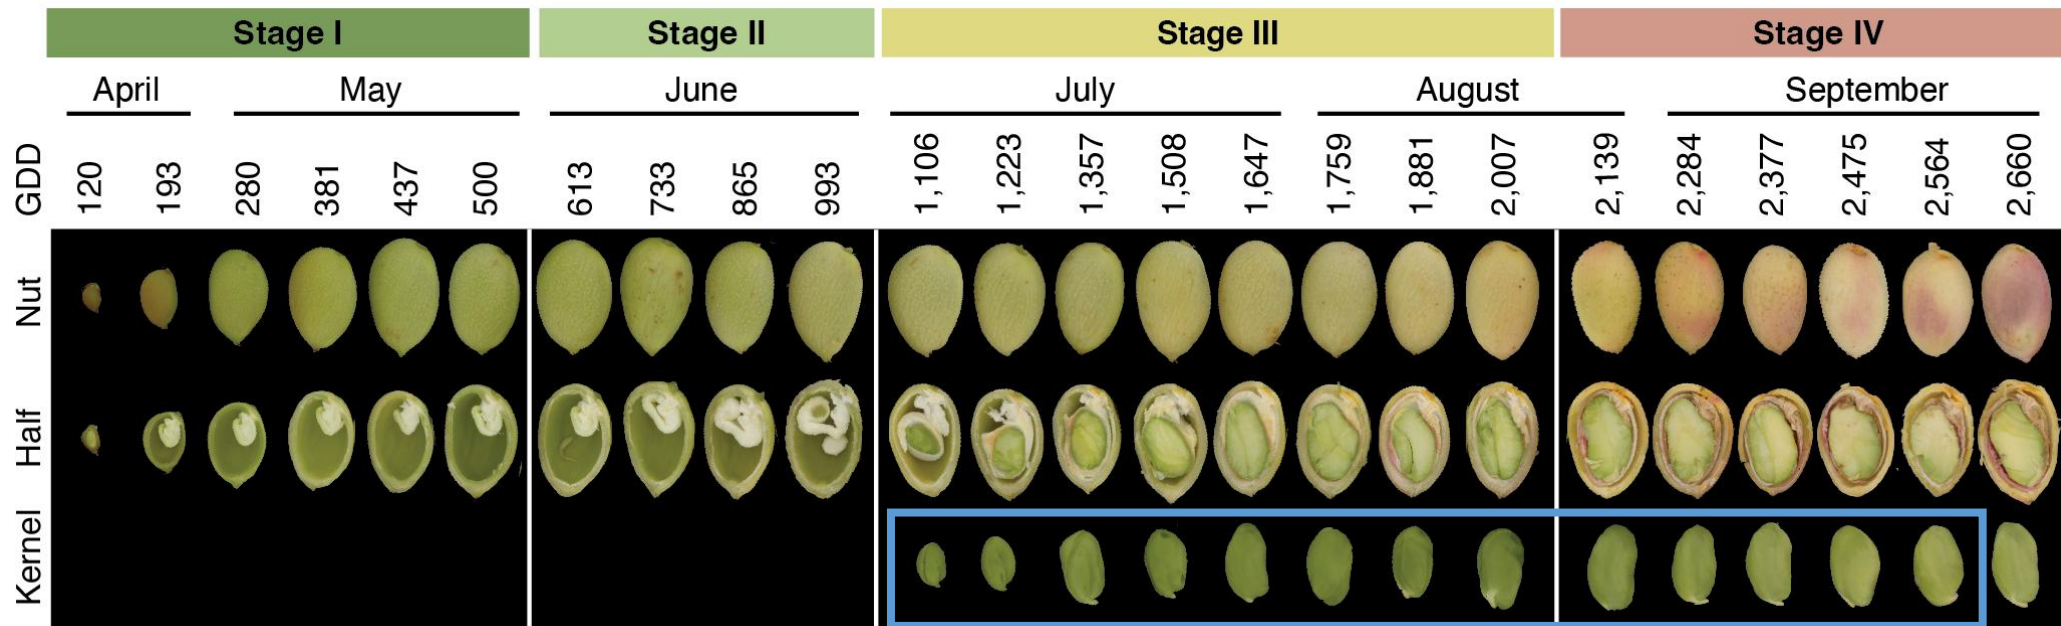 Stage I Stage II Stage III Stage IV
April May June July August September
GDD 120 193 280 381 437 500 613 733 865 993 1,106 1,223 1,357 1,508 1,647 1,759 1,881 2,007 2,139 2,284 2,377 2,475 2,564 2,660
Nut
Half
Kernel